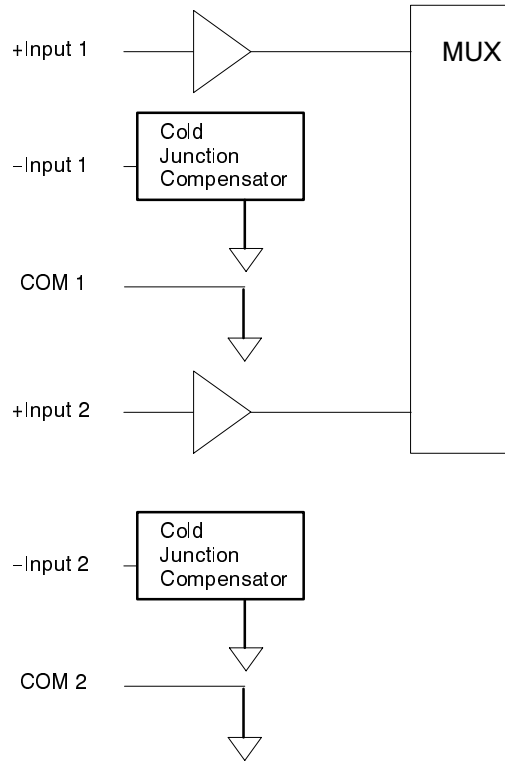 +Input 1
MUX
Cold
Junction
Compensator
–Input 1
COM 1
+Input 2
Cold
Junction
Compensator
–Input 2
COM 2